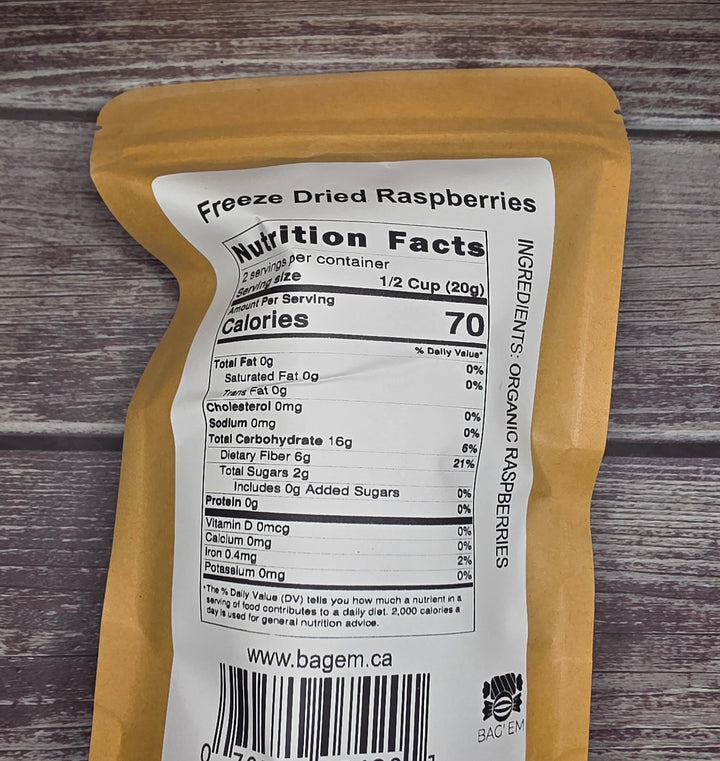 Freeze Dried Raspberries
Nutrition Facts
2 servings per container
Serving size 1/2 Cup (20g)
Amount Per Serving
Calories 70
% Daily Value*
Total Fat 0g 0%
Saturated Fat 0g 0%
Trans Fat 0g
Cholesterol 0mg 0%
Sodium 0mg 0%
Total Carbohydrate 16g 6%
Dietary Fiber 6g 21%
Total Sugars 2g
Includes 0g Added Sugars 0%
Protein 0g 0%
Vitamin D 0mcg 0%
Calcium 0mg 0%
Iron 0.4mg 2%
Potassium 0mg 0%
*The % Daily Value (DV) tells you how much a nutrient in a
serving of food contributes to a daily diet. 2,000 calories a
day is used for general nutrition advice.
INGREDIENTS: ORGANIC RASPBERRIES
www.bagem.ca
BAG'EM